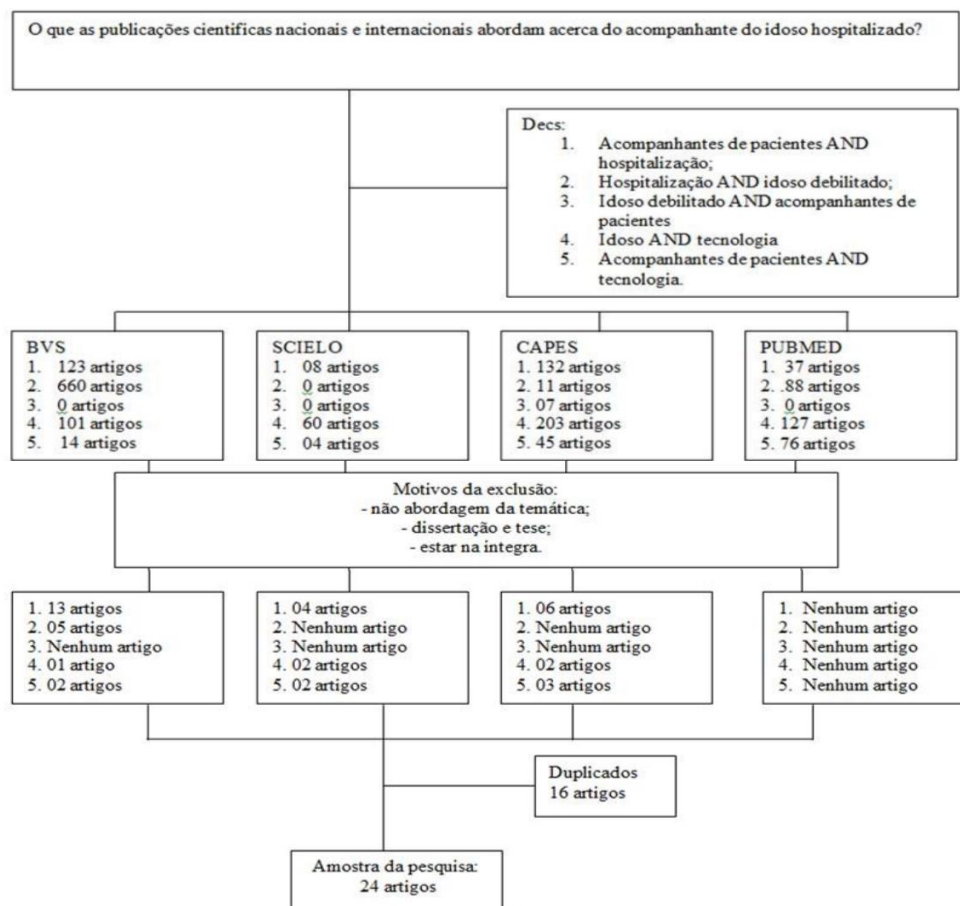 O que as publicações cientificas nacionais e internacionais abordam acerca do acompanhante do idoso hospitalizado?
Decs:
1. Acompanhantes de pacientes AND
hospitalização;
2. Hospitalização AND idoso debilitado;
3. Idoso debilitado AND acompanhantes de
pacientes
4. Idoso AND tecnologia
5. Acompanhantes de pacientes AND
tecnologia.
BVS
1. 123 artigos
2. 660 artigos
3. 0 artigos
4. 101 artigos
5. 14 artigos
SCIELO
1. 08 artigos
2. 0 artigos
3. 0 artigos
4. 60 artigos
5. 04 artigos
CAPES
1. 132 artigos
2. 11 artigos
3. 07 artigos
4. 203 artigos
5. 45 artigos
PUBMED
1. 37 artigos
2. .88 artigos
3. 0 artigos
4. 127 artigos
5. 76 artigos
Motivos da exclusão:
- não abordagem da temática;
- dissertação e tese;
- estar na integra.
1. 13 artigos
2. 05 artigos
3. Nenhum artigo
4. 01 artigo
5. 02 artigos
1. 04 artigos
2. Nenhum artigo
3. Nenhum artigo
4. 02 artigos
5. 02 artigos
1. 06 artigos
2. Nenhum artigo
3. Nenhum artigo
4. 02 artigos
5. 03 artigos
1. Nenhum artigo
2. Nenhum artigo
3. Nenhum artigo
4. Nenhum artigo
5. Nenhum artigo
Duplicados
16 artigos
Amostra da pesquisa:
24 artigos